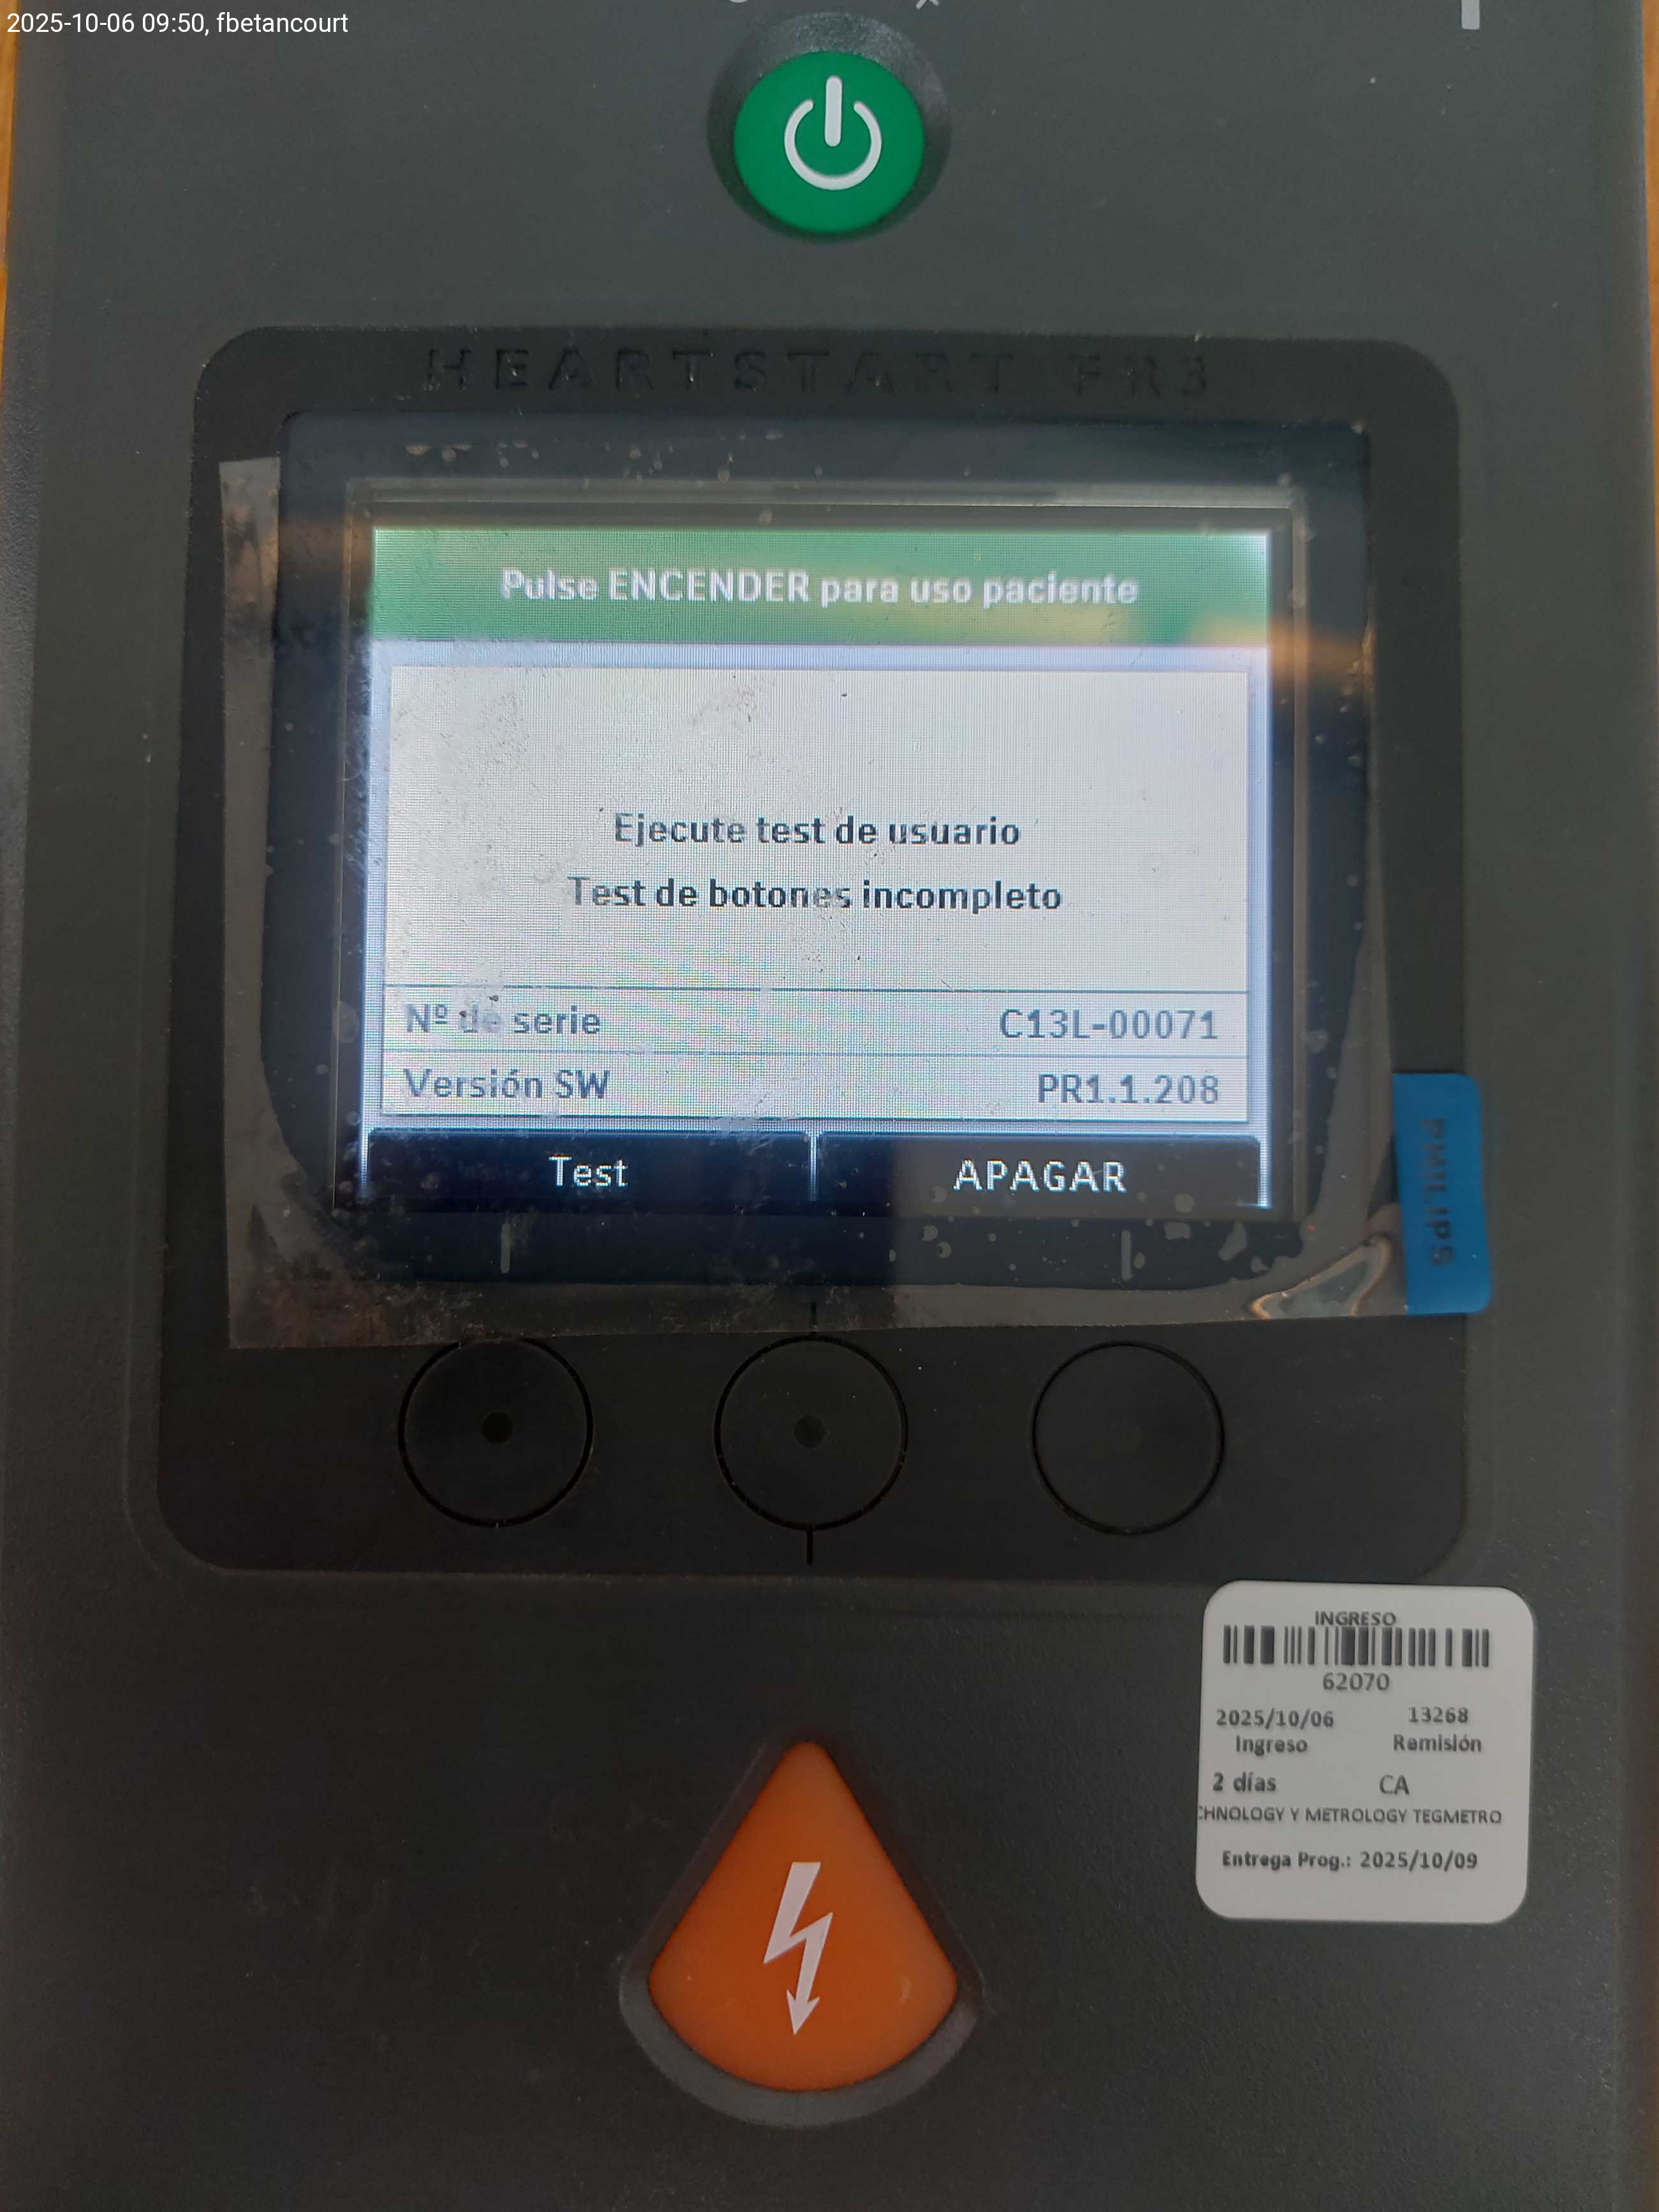 2025-10-06 09:50, fbetancourt
HEARTSTART FR3
Pulse ENCENDER para uso paciente
Ejecute test de usuario
Test de botones incompleto
Nº de serie C13L-00071
Versión SW PR1.1.208
Test APAGAR
PHILIPS
INGRESO
62070
2025/10/06 13268
Ingreso Remisión
2 días CA
CHNOLOGY Y METROLOGY TEGMETRO
Entrega Prog.: 2025/10/09